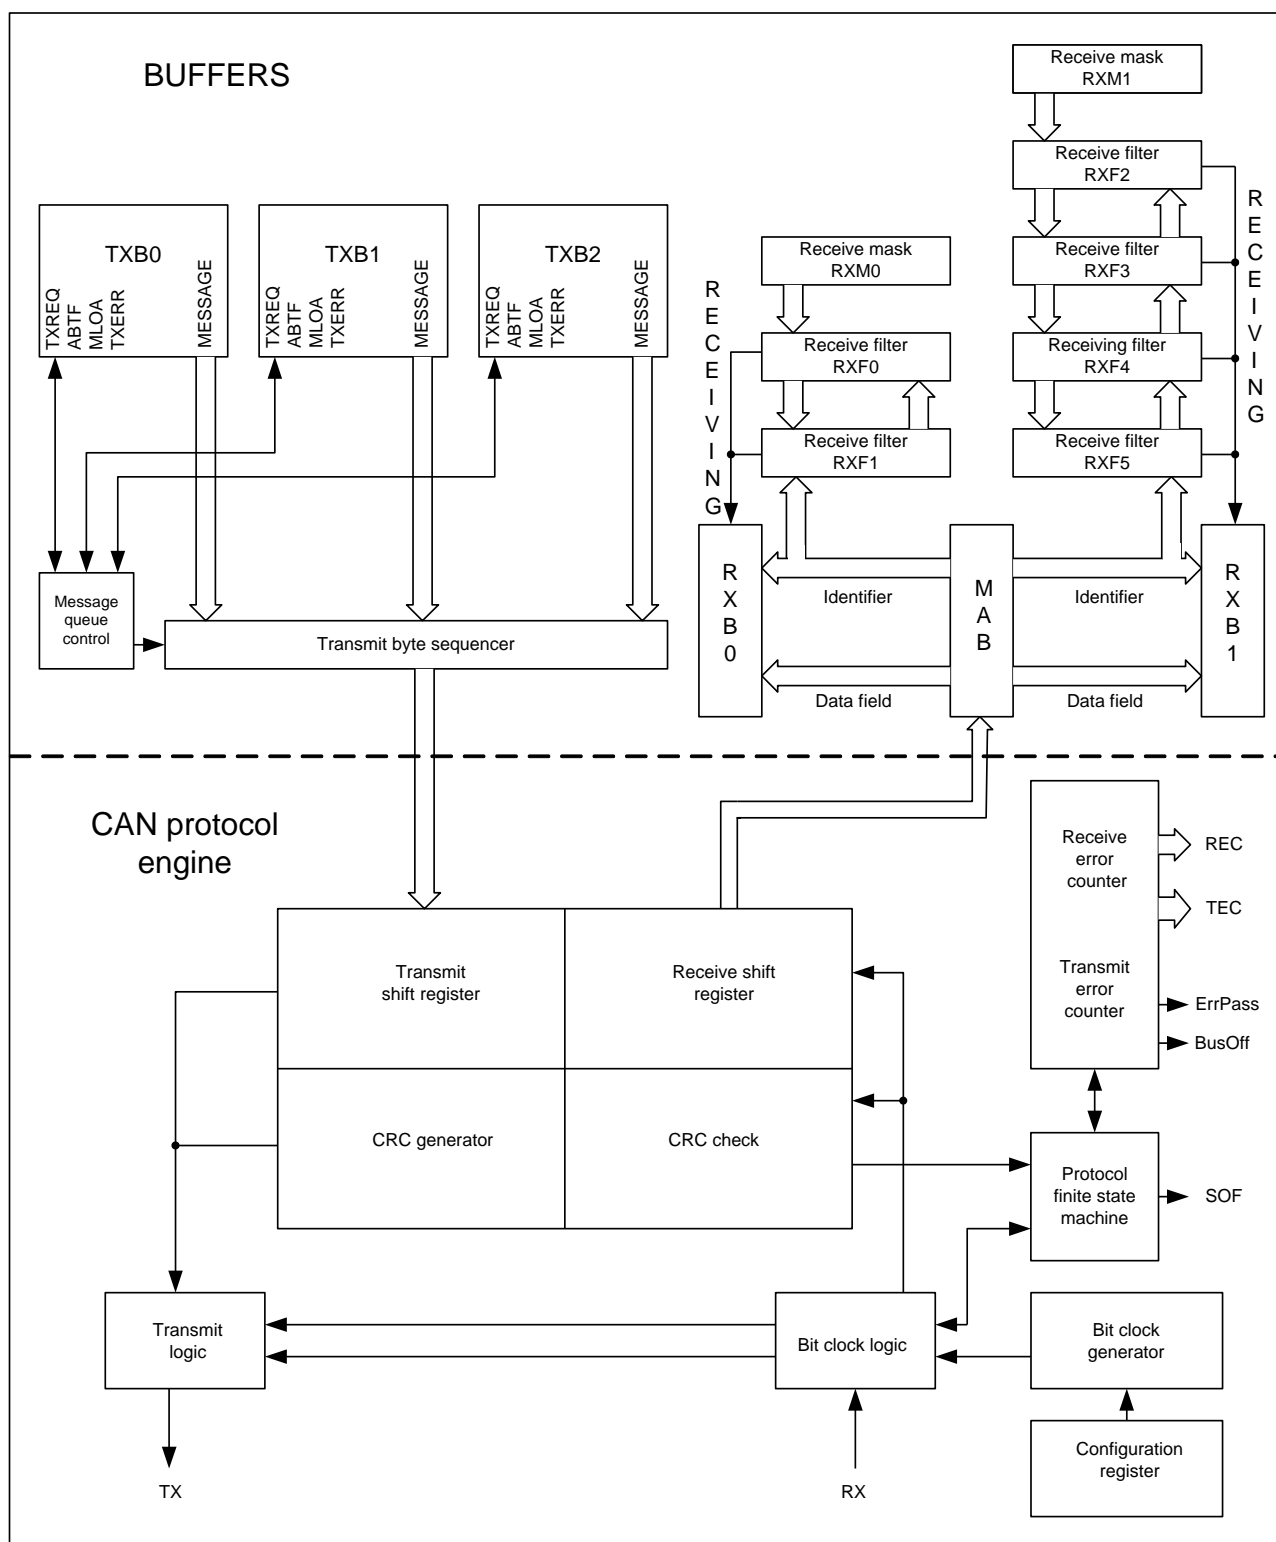 BUFFERS
TXB0
TXREQ
ABTF
MLOA
TXERR
MESSAGE
TXB1
TXREQ
ABTF
MLOA
TXERR
MESSAGE
TXB2
TXREQ
ABTF
MLOA
TXERR
MESSAGE
Message
queue
control
Transmit byte sequencer
Receive mask
RXM0
Receive filter
RXF0
Receive filter
RXF1
RECEIVING
Receive mask
RXM1
Receive filter
RXF2
Receive filter
RXF3
Receiving filter
RXF4
Receive filter
RXF5
RECEIVING
RXB0
MAB
RXB1
Identifier
Identifier
Data field
Data field
CAN protocol
engine
Transmit
shift register
Receive shift
register
CRC generator
CRC check
Receive
error
counter
Transmit
error
counter
REC
TEC
ErrPass
BusOff
Protocol
finite state
machine
SOF
Transmit
logic
Bit clock logic
Bit clock
generator
Configuration
register
TX
RX